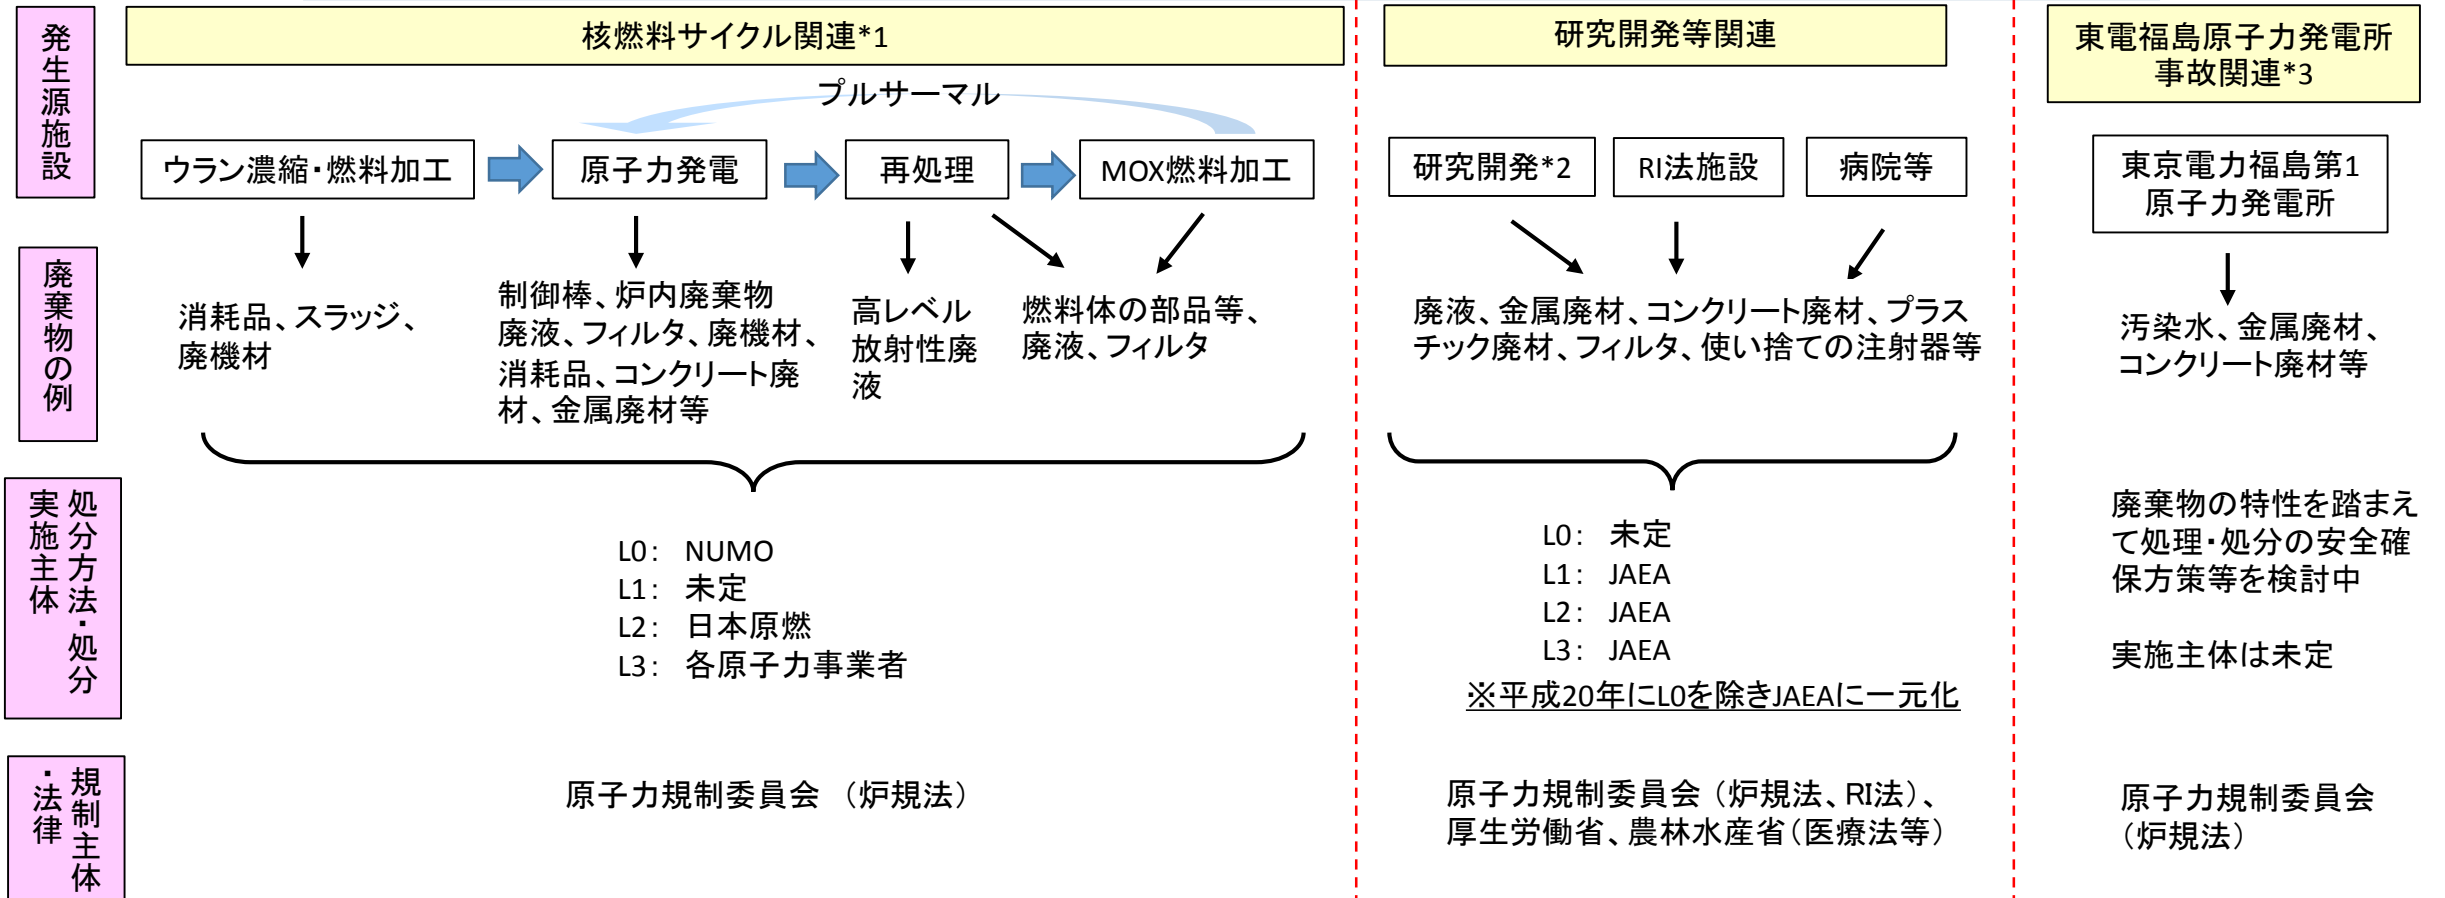 発生源施設
核燃料サイクル関連*1
研究開発等関連
東電福島原子力発電所
事故関連*3
プルサーマル
ウラン濃縮・燃料加工
原子力発電
再処理
MOX燃料加工
研究開発*2
RI法施設
病院等
東京電力福島第1
原子力発電所
廃棄物の例
消耗品、スラッジ、
廃機材
制御棒、炉内廃棄物
廃液、フィルタ、廃機材、
消耗品、コンクリート廃
材、金属廃材等
高レベル
放射性廃
液
燃料体の部品等、
廃液、フィルタ
廃液、金属廃材、コンクリート廃材、プラス
チック廃材、フィルタ、使い捨ての注射器等
汚染水、金属廃材、
コンクリート廃材等
処分方法・処分
実施主体
L0： NUMO
L1： 未定
L2： 日本原燃
L3： 各原子力事業者
L0： 未定
L1： JAEA
L2： JAEA
L3： JAEA
※平成20年にL0を除きJAEAに一元化
廃棄物の特性を踏まえ
て処理・処分の安全確
保方策等を検討中
実施主体は未定
規制主体
・法律
原子力規制委員会 （炉規法）
原子力規制委員会（炉規法、RI法）、
厚生労働省、農林水産省（医療法等）
原子力規制委員会
（炉規法）